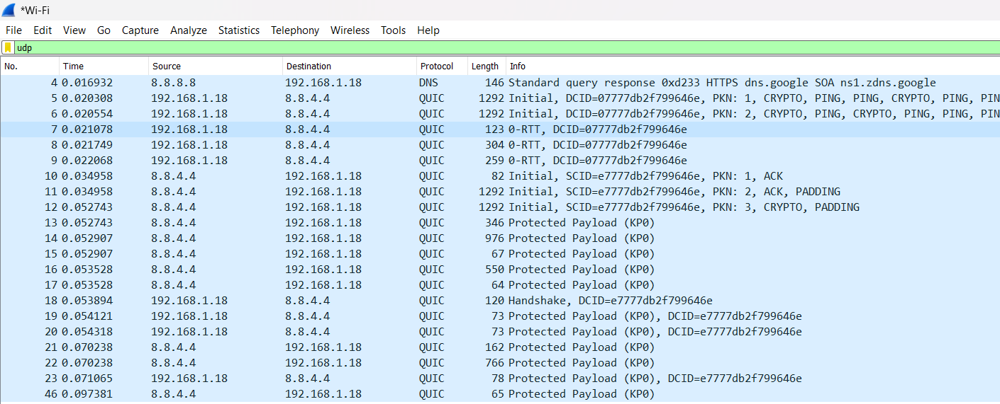 *Wi-Fi
File Edit View Go Capture Analyze Statistics Telephony Wireless Tools Help
udp
No. Time Source Destination Protocol Length Info
4 0.016932 8.8.8.8 192.168.1.18 DNS 146 Standard query response 0xd233 HTTPS dns.google SOA ns1.zdns.google
5 0.020308 192.168.1.18 8.8.4.4 QUIC 1292 Initial, DCID=07777db2f799646e, PKN: 1, CRYPTO, PING, PING, CRYPTO, PING, PIN
6 0.020554 192.168.1.18 8.8.4.4 QUIC 1292 Initial, DCID=07777db2f799646e, PKN: 2, CRYPTO, PING, CRYPTO, PING, PING, PIN
7 0.021078 192.168.1.18 8.8.4.4 QUIC 123 0-RTT, DCID=07777db2f799646e
8 0.021749 192.168.1.18 8.8.4.4 QUIC 304 0-RTT, DCID=07777db2f799646e
9 0.022068 192.168.1.18 8.8.4.4 QUIC 259 0-RTT, DCID=07777db2f799646e
10 0.034958 8.8.4.4 192.168.1.18 QUIC 82 Initial, SCID=e7777db2f799646e, PKN: 1, ACK
11 0.034958 8.8.4.4 192.168.1.18 QUIC 1292 Initial, SCID=e7777db2f799646e, PKN: 2, ACK, PADDING
12 0.052743 8.8.4.4 192.168.1.18 QUIC 1292 Initial, SCID=e7777db2f799646e, PKN: 3, CRYPTO, PADDING
13 0.052743 8.8.4.4 192.168.1.18 QUIC 346 Protected Payload (KP0)
14 0.052907 8.8.4.4 192.168.1.18 QUIC 976 Protected Payload (KP0)
15 0.052907 8.8.4.4 192.168.1.18 QUIC 67 Protected Payload (KP0)
16 0.053528 8.8.4.4 192.168.1.18 QUIC 550 Protected Payload (KP0)
17 0.053528 8.8.4.4 192.168.1.18 QUIC 64 Protected Payload (KP0)
18 0.053894 192.168.1.18 8.8.4.4 QUIC 120 Handshake, DCID=e7777db2f799646e
19 0.054121 192.168.1.18 8.8.4.4 QUIC 73 Protected Payload (KP0), DCID=e7777db2f799646e
20 0.054318 192.168.1.18 8.8.4.4 QUIC 73 Protected Payload (KP0), DCID=e7777db2f799646e
21 0.070238 8.8.4.4 192.168.1.18 QUIC 162 Protected Payload (KP0)
22 0.070238 8.8.4.4 192.168.1.18 QUIC 766 Protected Payload (KP0)
23 0.071065 192.168.1.18 8.8.4.4 QUIC 78 Protected Payload (KP0), DCID=e7777db2f799646e
46 0.097381 8.8.4.4 192.168.1.18 QUIC 65 Protected Payload (KP0)